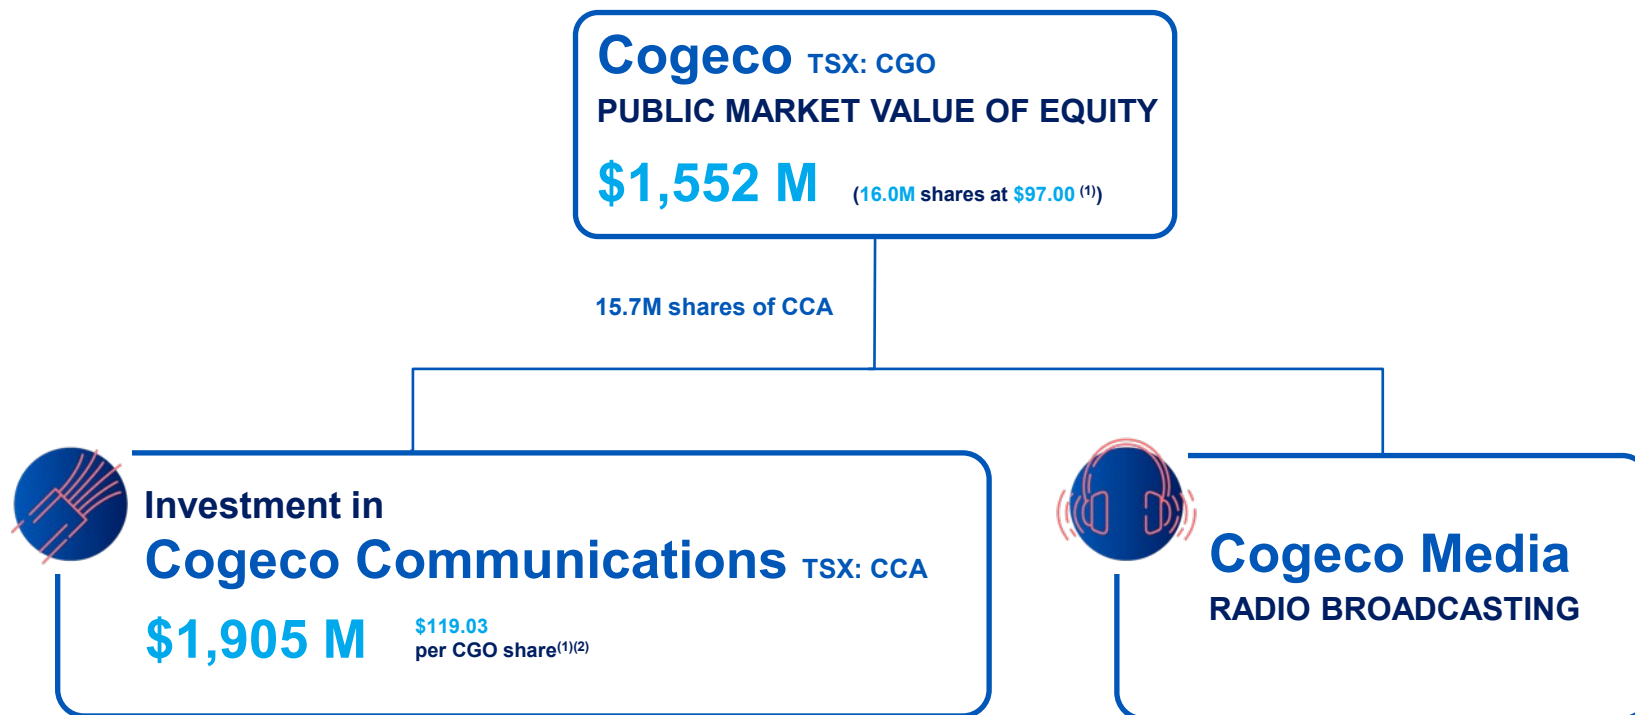 Cogeco TSX: CGO
PUBLIC MARKET VALUE OF EQUITY
$1,552 M (16.0M shares at $97.00 (1))
15.7M shares of CCA
Investment in
Cogeco Communications TSX: CCA
$1,905 M
$119.03
per CGO share(1)(2)
Cogeco Media
RADIO BROADCASTING